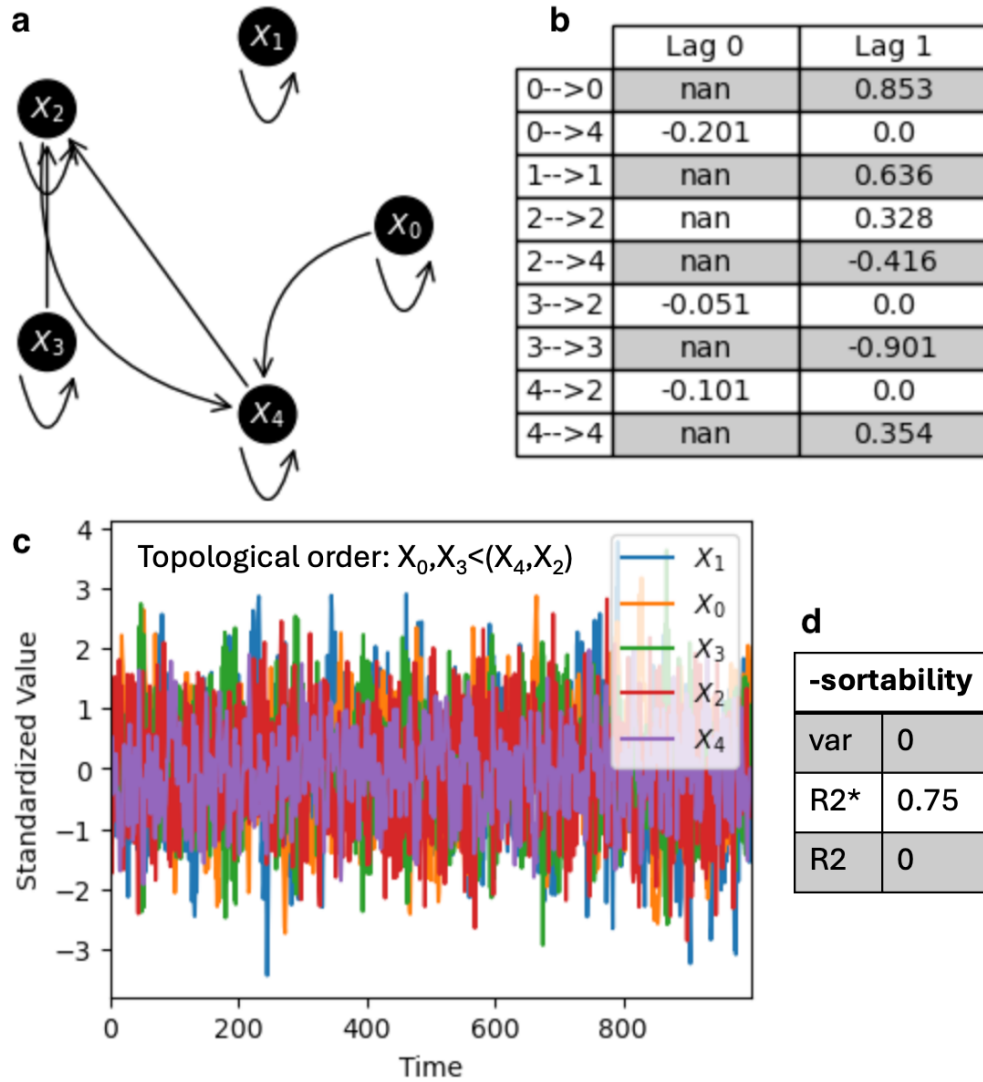 a
X1
X2
X0
X3
X4
b
Lag 0 Lag 1
0-->0 nan 0.853
0-->4 -0.201 0.0
1-->1 nan 0.636
2-->2 nan 0.328
2-->4 nan -0.416
3-->2 -0.051 0.0
3-->3 nan -0.901
4-->2 -0.101 0.0
4-->4 nan 0.354
c
Topological order: X0,X3<(X4,X2)
X1
X0
X3
X2
X4
Standardized Value
4
3
2
1
0
−1
−2
−3
0 200 400 600 800
Time
d
-sortability
var 0
R2* 0.75
R2 0